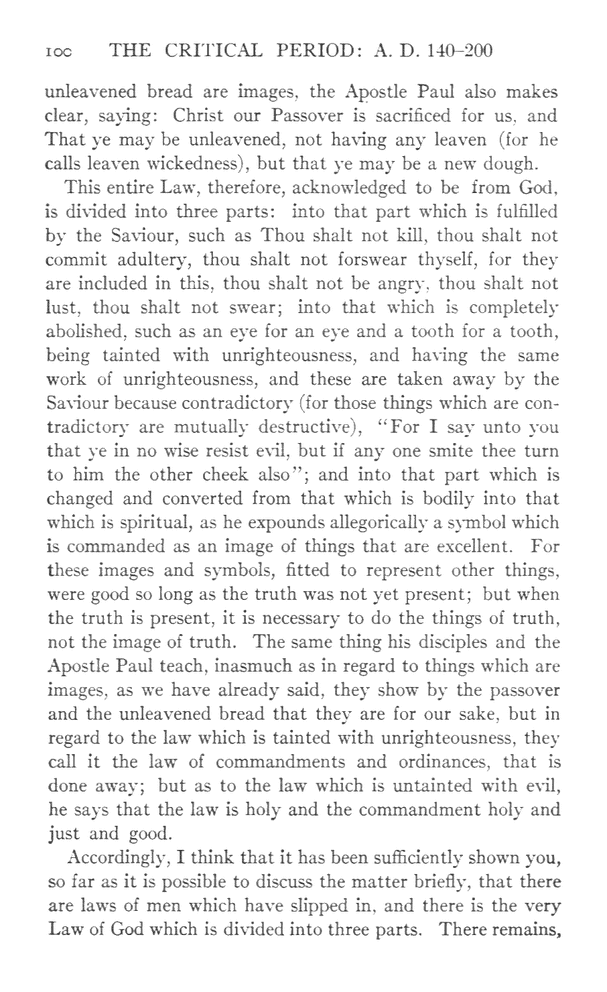 100 THE CRITICAL PERIOD: A. D. 140–200
unleavened bread are images, the Apostle Paul also makes
clear, saying: Christ our Passover is sacrificed for us, and
That ye may be unleavened, not having any leaven (for he
calls leaven wickedness), but that ye may be a new dough.
This entire Law, therefore, acknowledged to be from God,
is divided into three parts: into that part which is fulfilled
by the Saviour, such as Thou shalt not kill, thou shalt not
commit adultery, thou shalt not forswear thyself, for they
are included in this, thou shalt not be angry, thou shalt not
lust, thou shalt not swear; into that which is completely
abolished, such as an eye for an eye and a tooth for a tooth,
being tainted with unrighteousness, and having the same
work of unrighteousness, and these are taken away by the
Saviour because contradictory (for those things which are con-
tradictory are mutually destructive), "For I say unto you
that ye in no wise resist evil, but if any one smite thee turn
to him the other cheek also"; and into that part which is
changed and converted from that which is bodily into that
which is spiritual, as he expounds allegorically a symbol which
is commanded as an image of things that are excellent. For
these images and symbols, fitted to represent other things,
were good so long as the truth was not yet present; but when
the truth is present, it is necessary to do the things of truth,
not the image of truth. The same thing his disciples and the
Apostle Paul teach, inasmuch as in regard to things which are
images, as we have already said, they show by the passover
and the unleavened bread that they are for our sake, but in
regard to the law which is tainted with unrighteousness, they
call it the law of commandments and ordinances, that is
done away; but as to the law which is untainted with evil,
he says that the law is holy and the commandment holy and
just and good.
Accordingly, I think that it has been sufficiently shown you,
so far as it is possible to discuss the matter briefly, that there
are laws of men which have slipped in, and there is the very
Law of God which is divided into three parts. There remains,